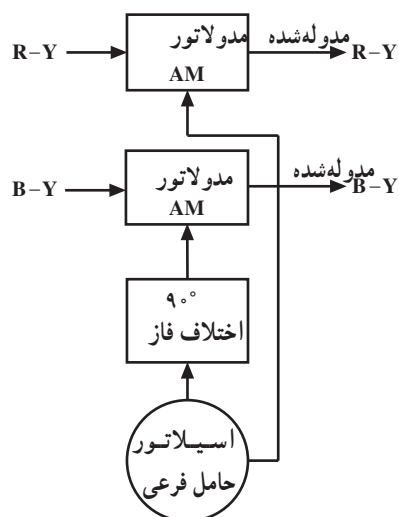 R–Y
مدولاتور
AM
مدوله‌شده
R–Y
B–Y
مدولاتور
AM
مدوله‌شده
B–Y
۹۰°
اختلاف فاز
اسیلاتور
حامل فرعی